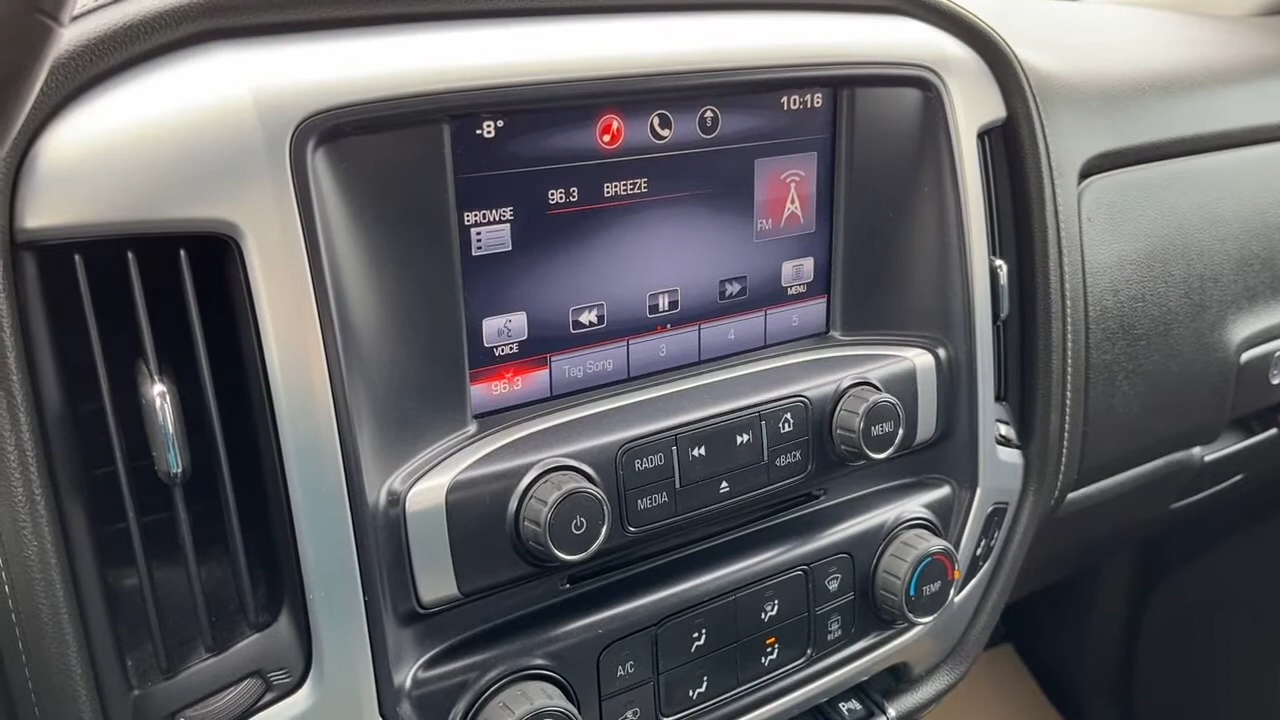 -8°
S
10:16
96.3 BREEZE
BROWSE
FM
VOICE
MENU
96.3
Tag Song
3
4
5
RADIO
MEDIA
BACK
MENU
TEMP
A/C
REAR